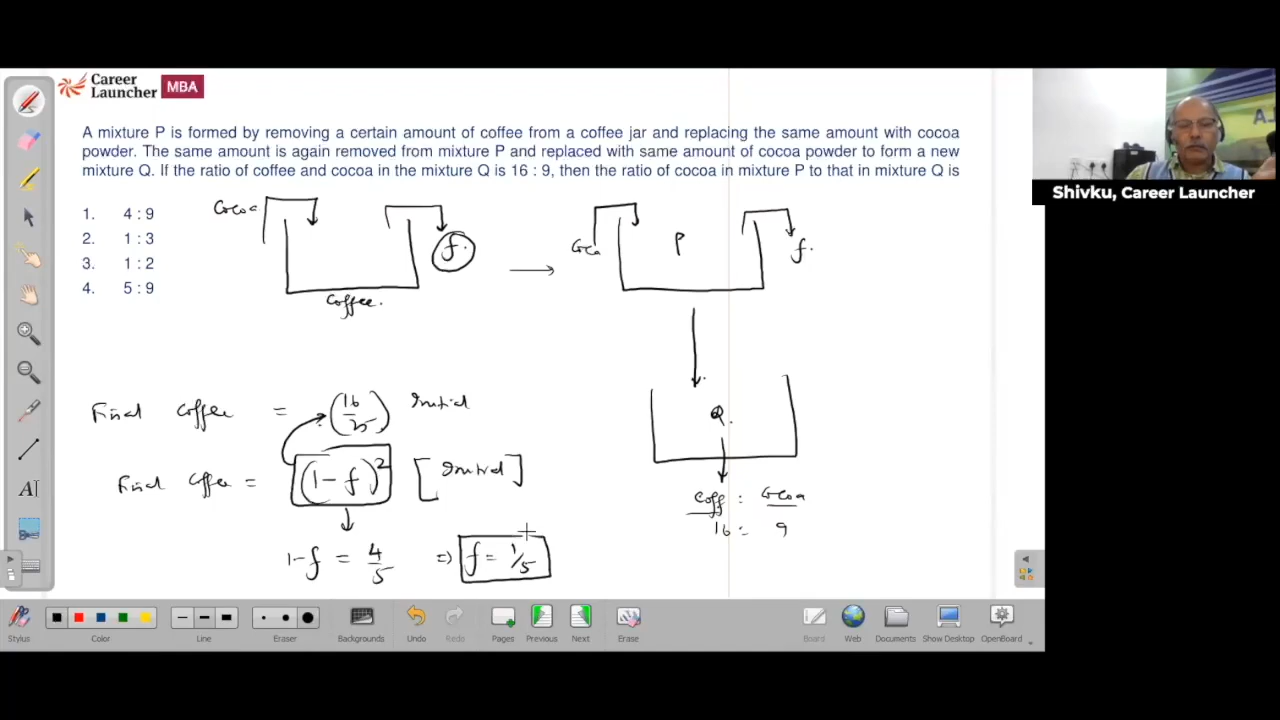 Career
Launcher MBA
A mixture P is formed by removing a certain amount of coffee from a coffee jar and replacing the same amount with cocoa
powder. The same amount is again removed from mixture P and replaced with same amount of cocoa powder to form a new
mixture Q. If the ratio of coffee and cocoa in the mixture Q is 16 : 9, then the ratio of cocoa in mixture P to that in mixture Q is
1. 4 : 9
2. 1 : 3
3. 1 : 2
4. 5 : 9
Cocoa
f.
Coffee.
P
f.
Q.
Final Coffee = (16/25) Initial
Final Coffee = (1-f)² [Initial]
Coff : Cocoa
16 = 9
1-f = 4/5 ⇒ f = 1/5
Shivku, Career Launcher
Stylus
Color
Line
Eraser
Backgrounds
Undo
Redo
Pages
Previous
Next
Erase
Board
Web
Documents
Show Desktop
OpenBoard